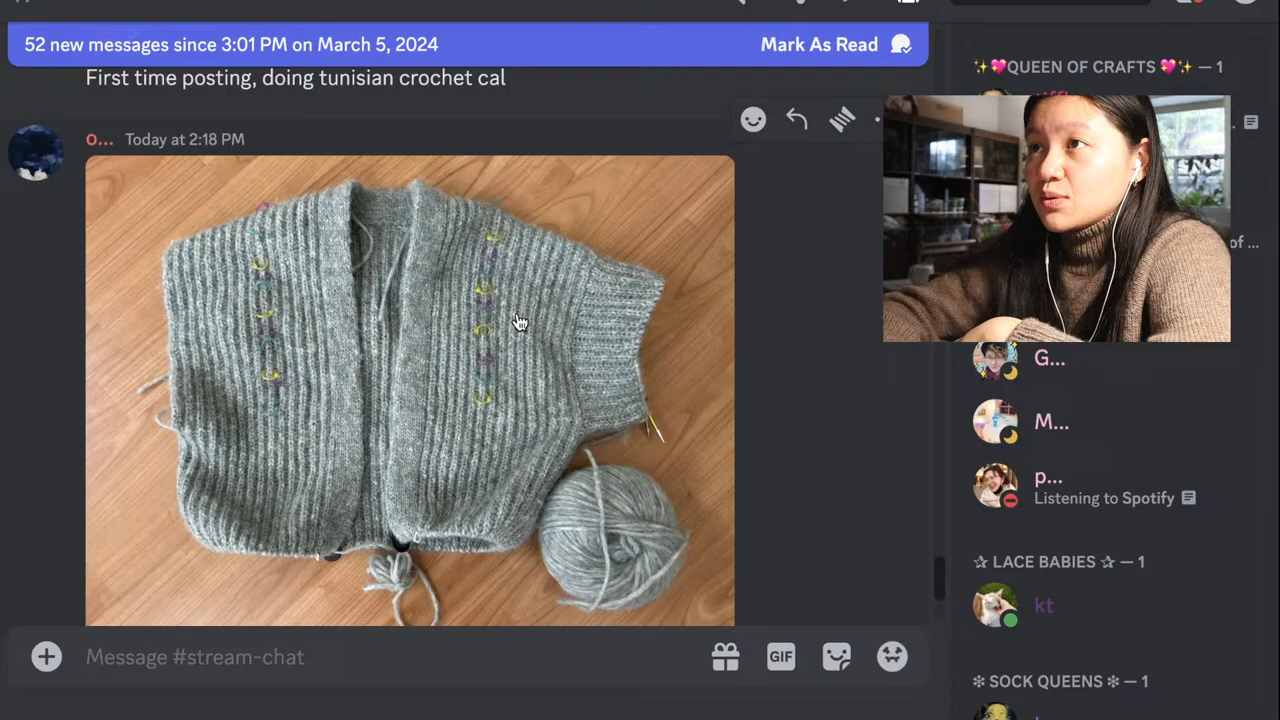 52 new messages since 3:01 PM on March 5, 2024
Mark As Read
First time posting, doing tunisian crochet cal
O... Today at 2:18 PM
Message #stream-chat
GIF
✨💖QUEEN OF CRAFTS 💖✨ — 1
of ...
G...
M...
p...
Listening to Spotify
✰ LACE BABIES ✰ — 1
kt
✻ SOCK QUEENS ✻ — 1